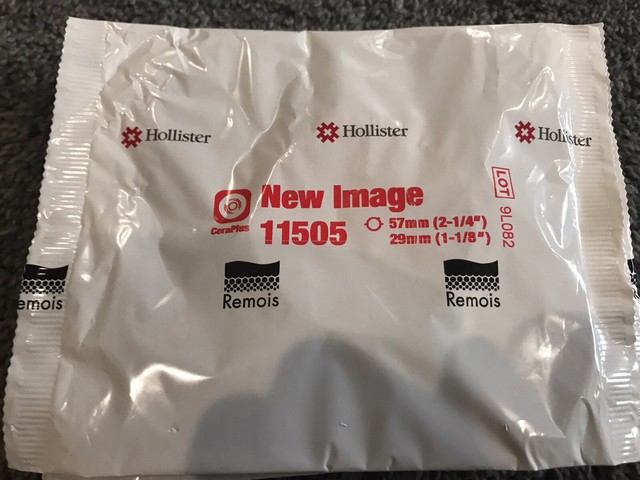 Hollister
Hollister
Hollister
New Image
CeraPlus
11505
57mm (2-1/4")
29mm (1-1/8")
LOT
9L082
Remois
Remois
emois